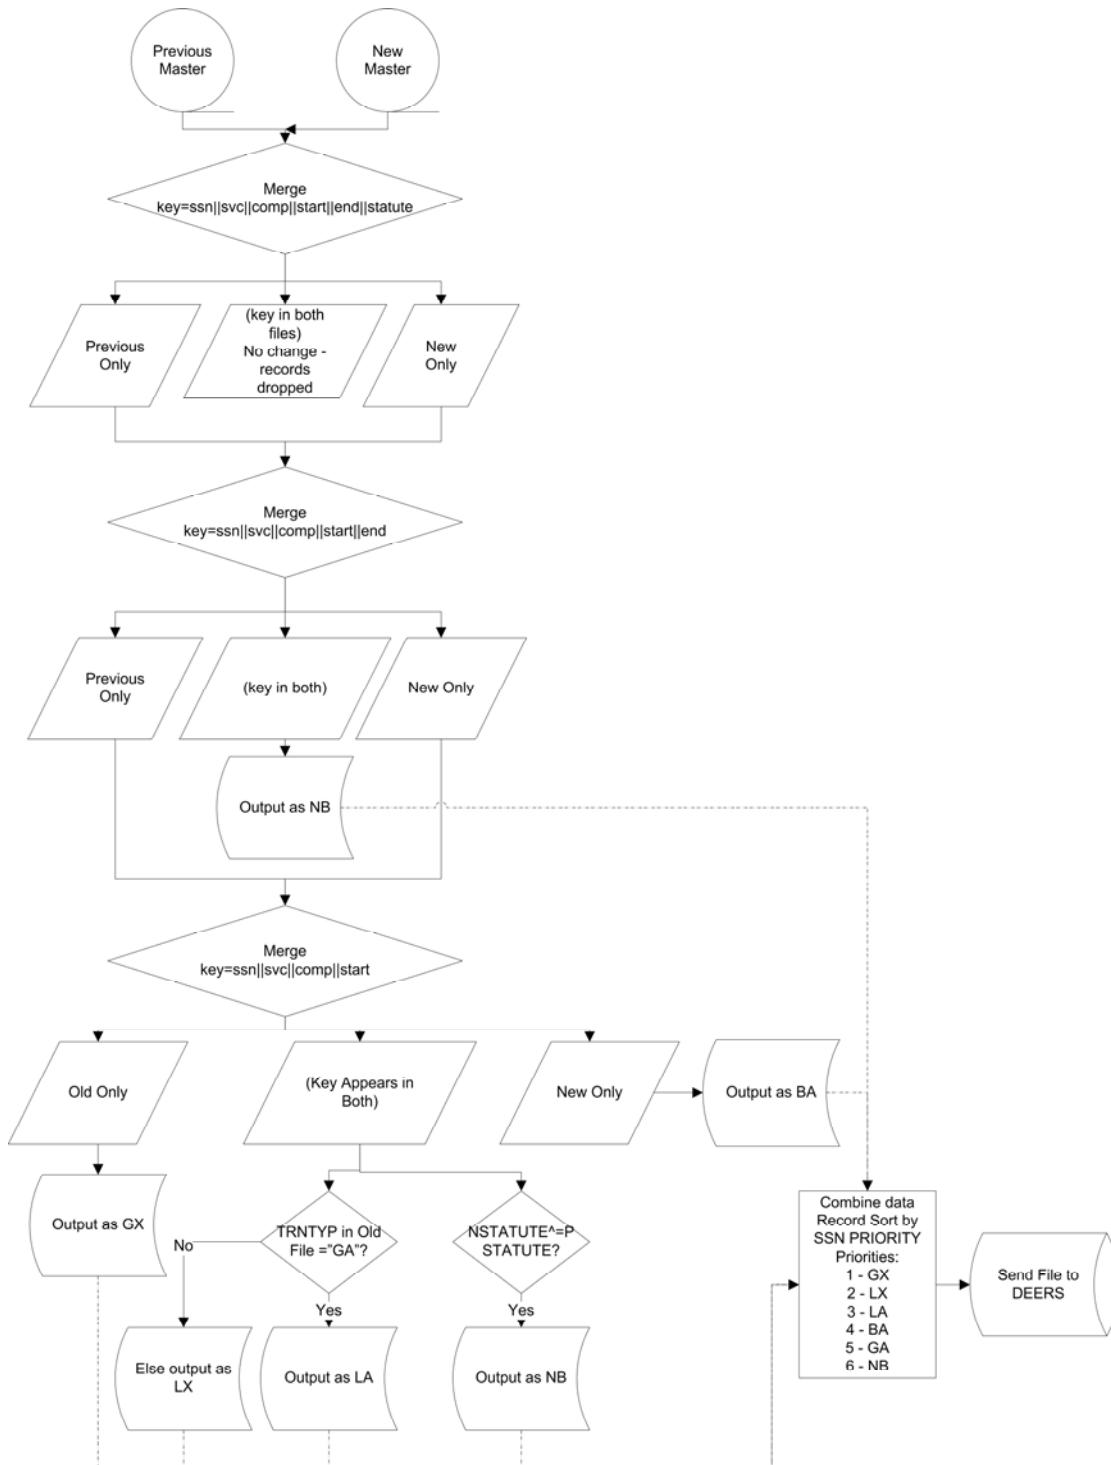 Previous
Master
New
Master
Merge
key=ssn||svc||comp||start||end||statute
Previous
Only
(key in both
files)
No change -
records
dropped
New
Only
Merge
key=ssn||svc||comp||start||end
Previous
Only
(key in both)
New Only
Output as NB
Merge
key=ssn||svc||comp||start
Old Only
(Key Appears in
Both)
New Only
Output as BA
Output as GX
TRNTYP in Old
File ="GA"?
NSTATUTE^=P
STATUTE?
No
Yes
Yes
Else output as
LX
Output as LA
Output as NB
Combine data
Record Sort by
SSN PRIORITY
Priorities:
1 - GX
2 - LX
3 - LA
4 - BA
5 - GA
6 - NB
Send File to
DEERS